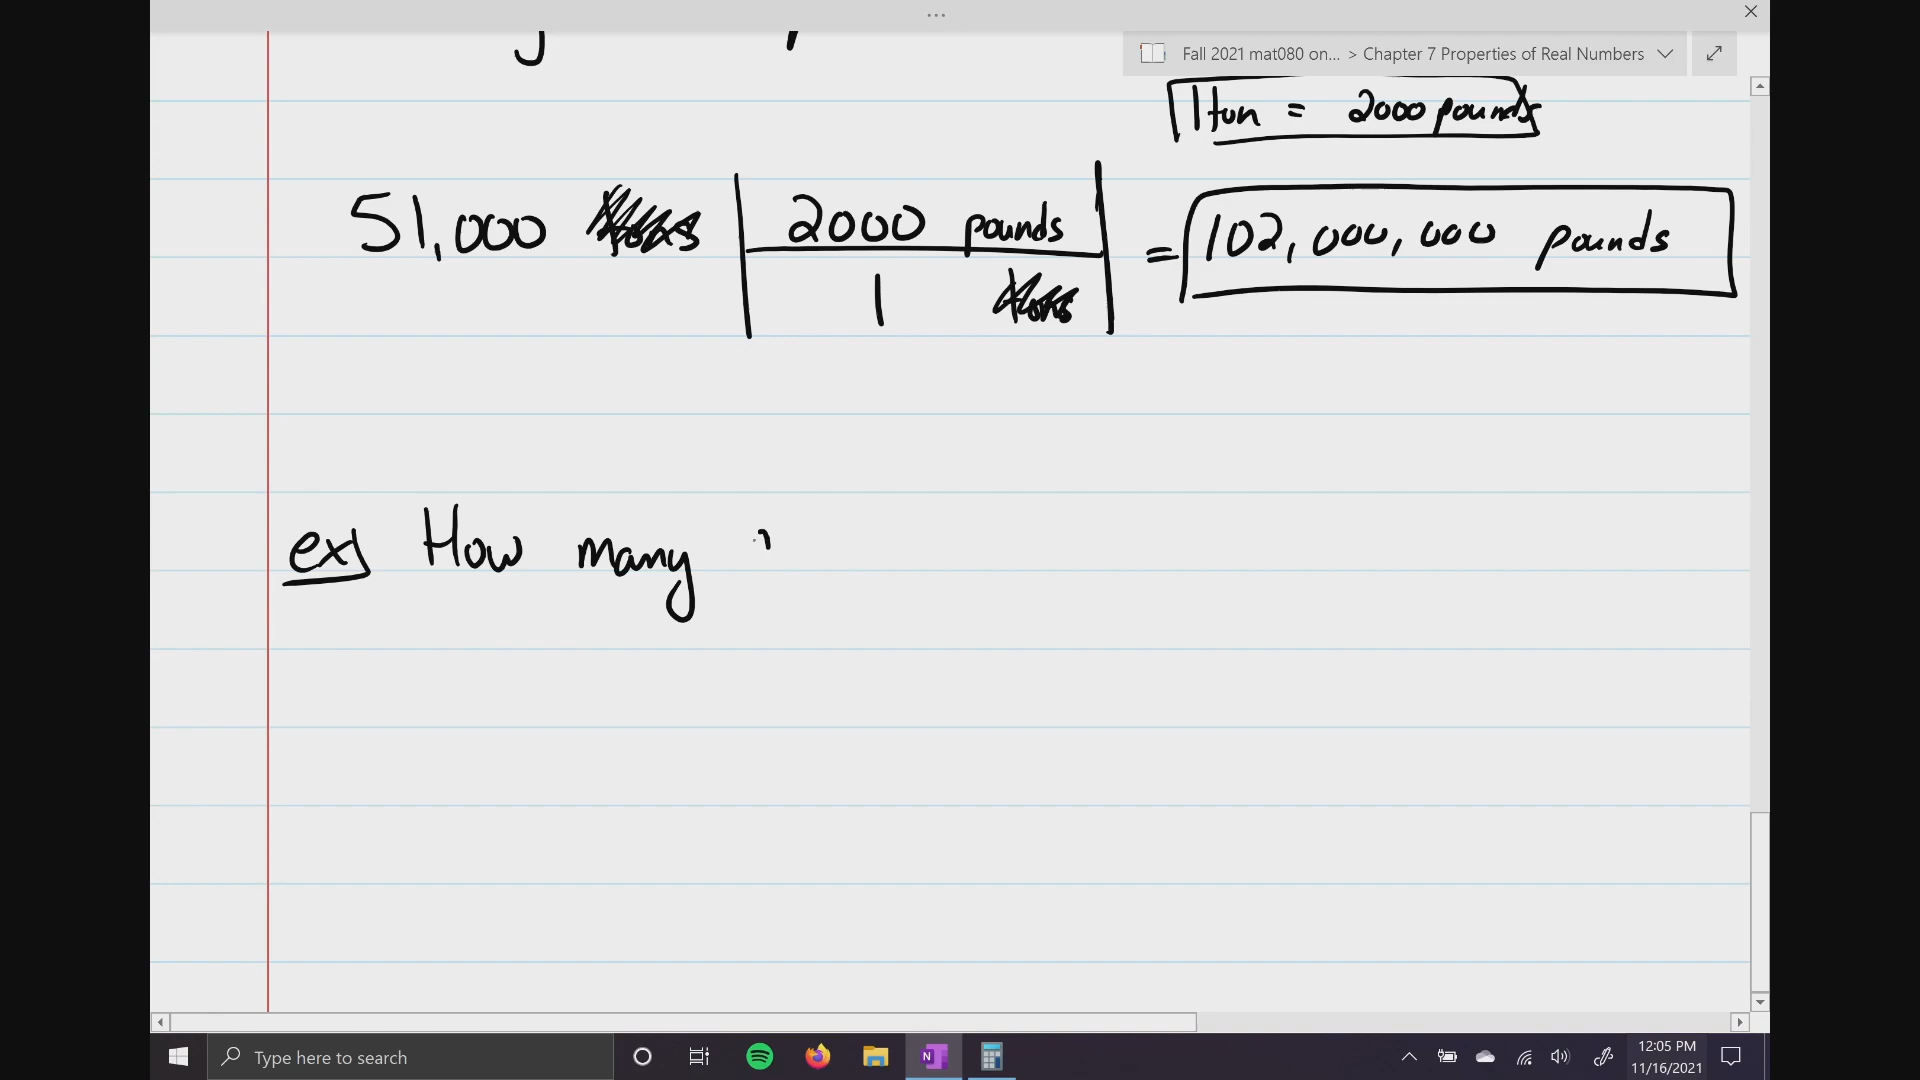 Fall 2021 mat080 on... > Chapter 7 Properties of Real Numbers
1 ton = 2000 pounds
51,000 tons | 2000 pounds | = 102,000,000 pounds
1 tons
ex) How many
Type here to search
12:05 PM
11/16/2021